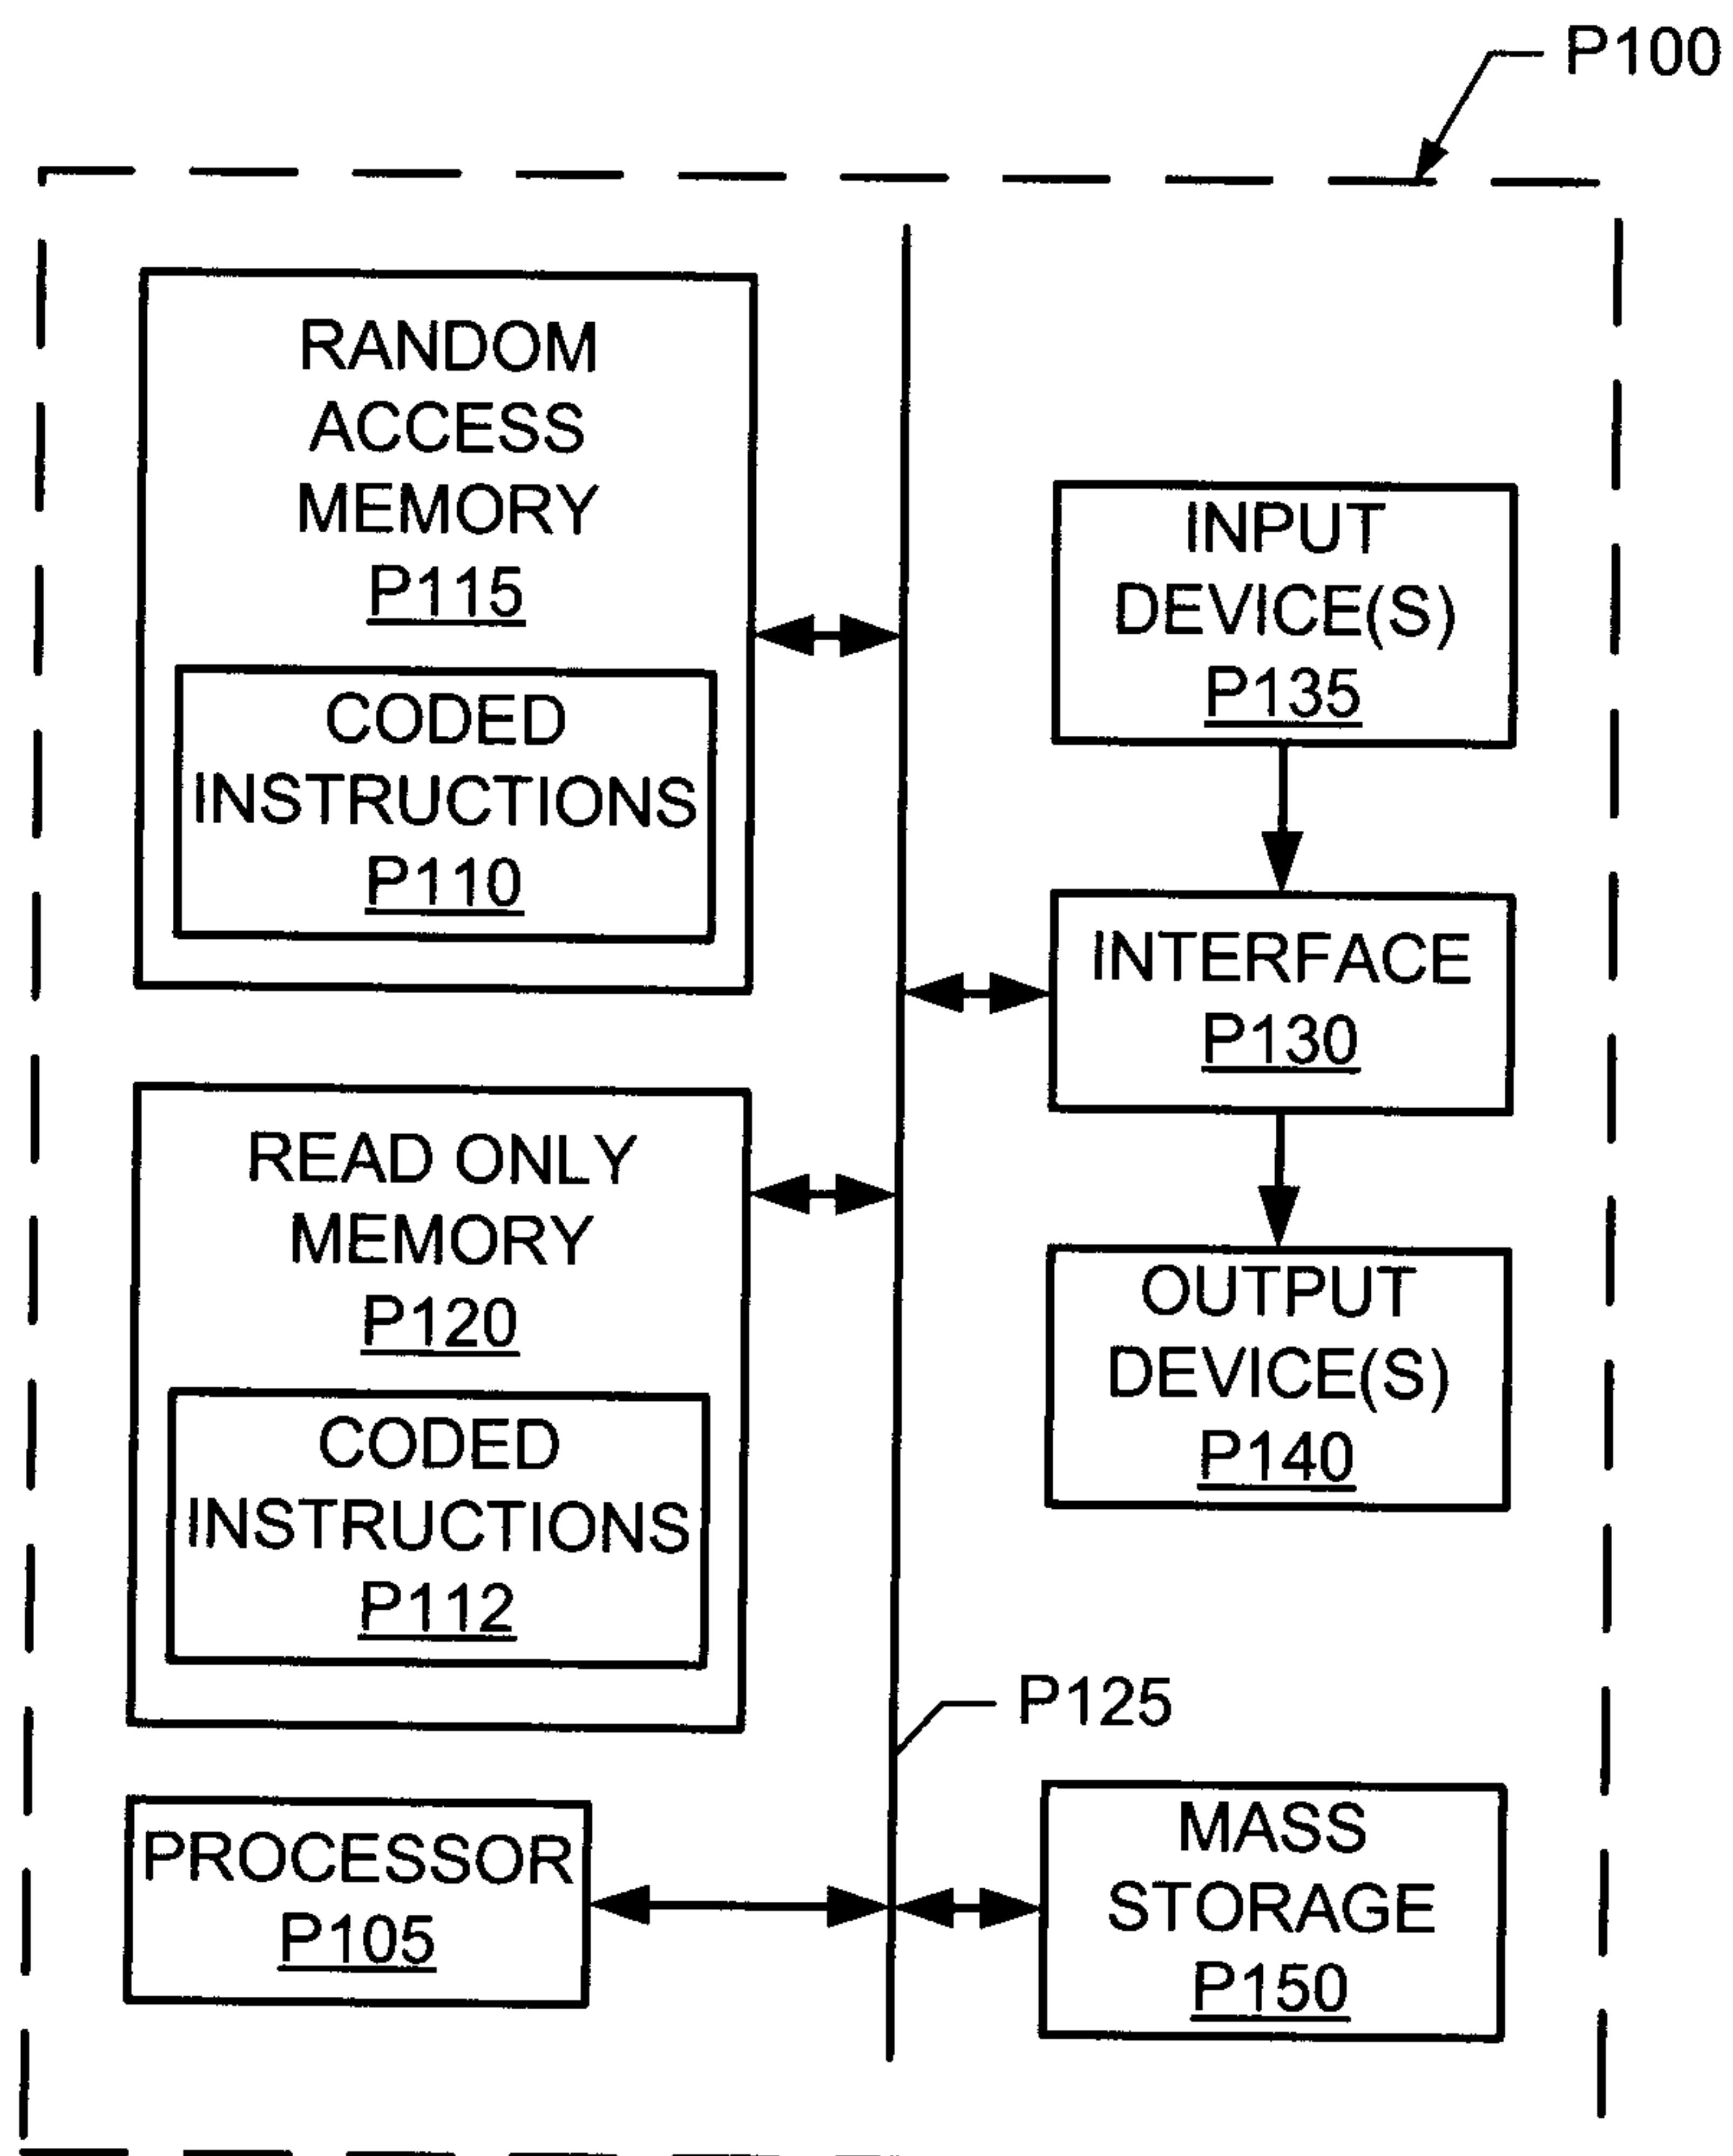 P100
RANDOM
ACCESS
MEMORY
P115
CODED
INSTRUCTIONS
P110
READ ONLY
MEMORY
P120
CODED
INSTRUCTIONS
P112
PROCESSOR
P105
INPUT
DEVICE(S)
P135
INTERFACE
P130
OUTPUT
DEVICE(S)
P140
P125
MASS
STORAGE
P150